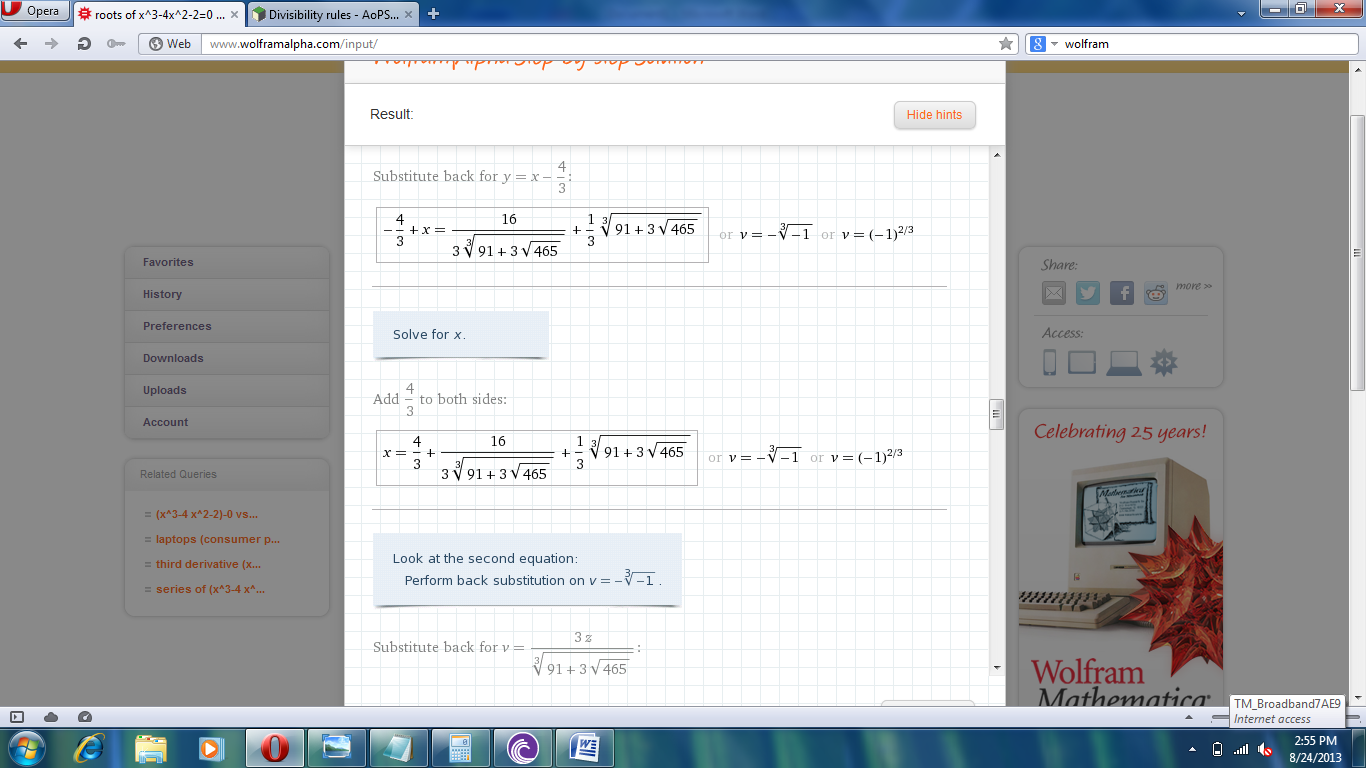 Opera
roots of x^3-4x^2-2=0 ...
Divisibility rules - AoPS...
Web
www.wolframalpha.com/input/
wolfram
WolframAlpha Step-by-step Solution
Result:
Hide hints
Substitute back for y = x − 4/3:
−4/3 + x = 16/(3 ∛(91 + 3 √465)) + 1/3 ∛(91 + 3 √465) or v = −∛−1 or v = (−1)^2/3
Solve for x.
Add 4/3 to both sides:
x = 4/3 + 16/(3 ∛(91 + 3 √465)) + 1/3 ∛(91 + 3 √465) or v = −∛−1 or v = (−1)^2/3
Look at the second equation:
Perform back substitution on v = −∛−1 .
Substitute back for v = 3 z/∛(91 + 3 √465) :
Favorites
History
Preferences
Downloads
Uploads
Account
Related Queries
= (x^3-4 x^2-2)-0 vs...
= laptops (consumer p...
= third derivative (x...
= series of (x^3-4 x^...
Share:
more »
Access:
Celebrating 25 years!
Mathematica
Wolfram
Mathematica
TM_Broadband7AE9
Internet access
2:55 PM
8/24/2013